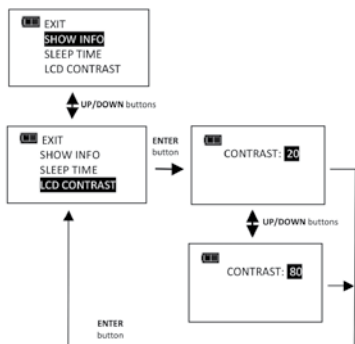 EXIT
SHOW INFO
SLEEP TIME
LCD CONTRAST
UP/DOWN buttons
EXIT
SHOW INFO
SLEEP TIME
LCD CONTRAST
ENTER
button
CONTRAST: 20
UP/DOWN buttons
CONTRAST: 80
ENTER
button